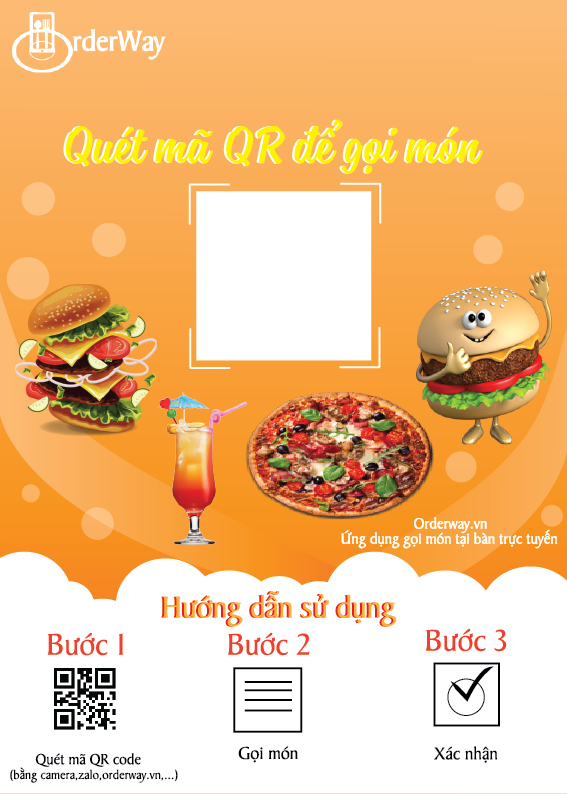 OrderWay
Quét mã QR để gọi món
Orderway.vn
Ứng dụng gọi món tại bàn trực tuyến
Hướng dẫn sử dụng
Bước 1
Bước 2
Bước 3
Quét mã QR code
(bằng camera,zalo,orderway.vn,...)
Gọi món
Xác nhận